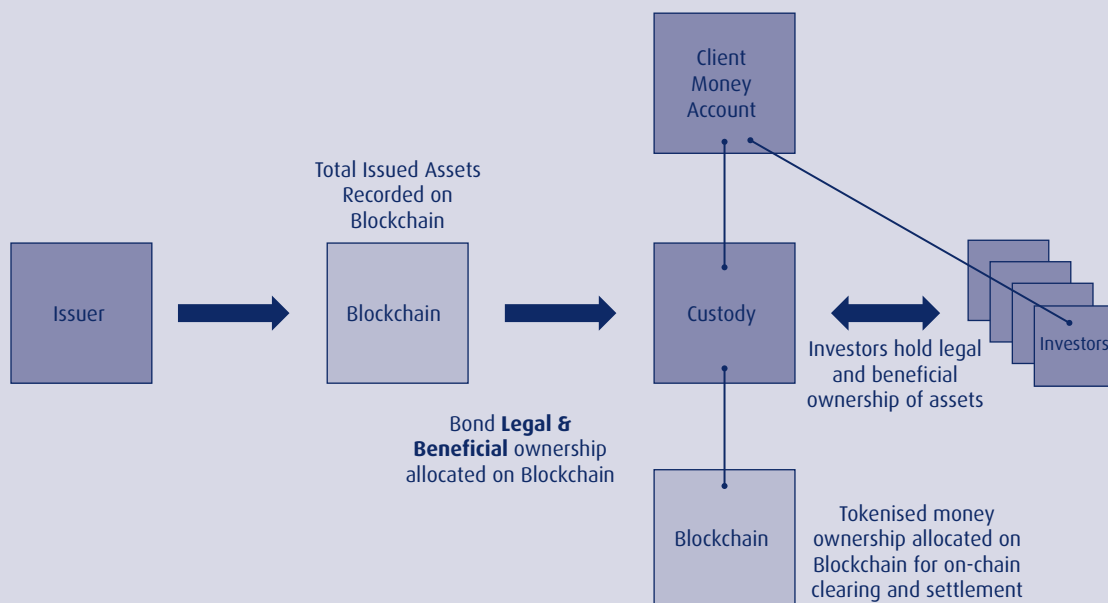 Client
Money
Account
Total Issued Assets
Recorded on
Blockchain
Issuer
Blockchain
Custody
Investors
Investors hold legal
and beneficial
ownership of assets
Bond Legal &
Beneficial ownership
allocated on Blockchain
Blockchain
Tokenised money
ownership allocated on
Blockchain for on-chain
clearing and settlement